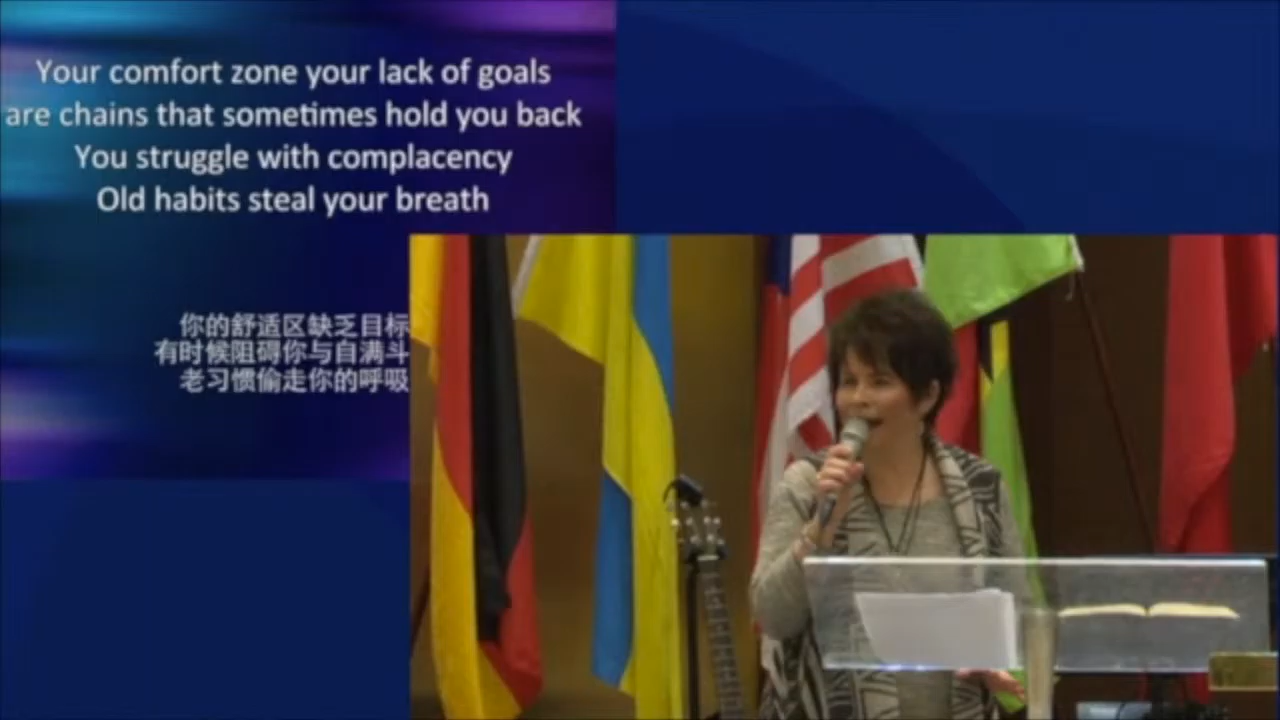 Your comfort zone your lack of goals
are chains that sometimes hold you back
You struggle with complacency
Old habits steal your breath
你的舒适区缺乏目标
有时候阻碍你与自满斗
老习惯偷走你的呼吸